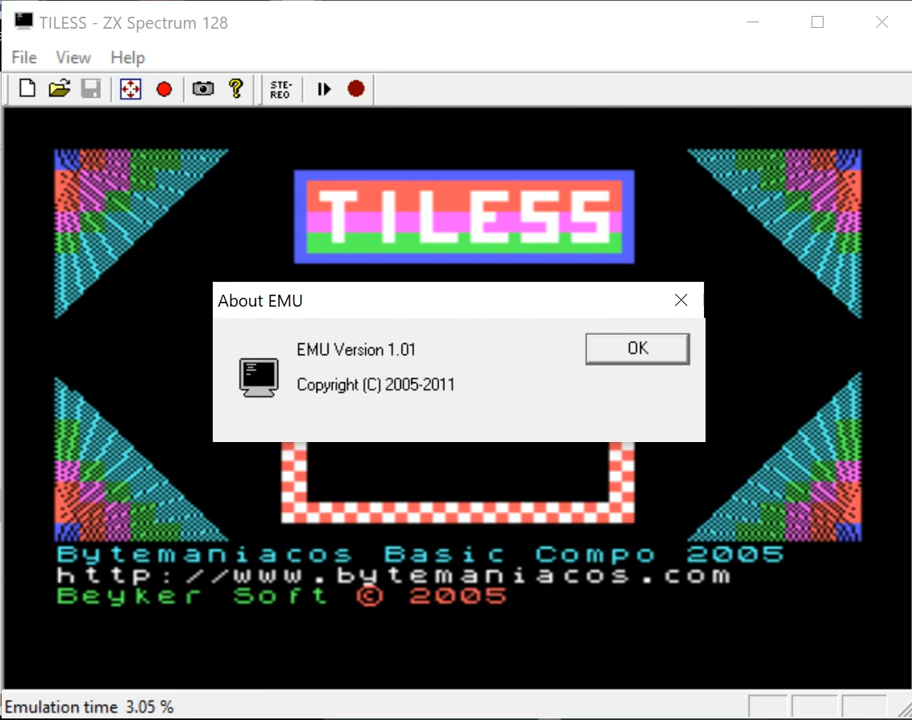 TILESS - ZX Spectrum 128
File View Help
STE-
REO
TILESS
About EMU
EMU Version 1.01
OK
Copyright (C) 2005-2011
Bytemaniacos Basic Compo 2005
http://www.bytemaniacos.com
Beyker Soft © 2005
Emulation time 3.05 %